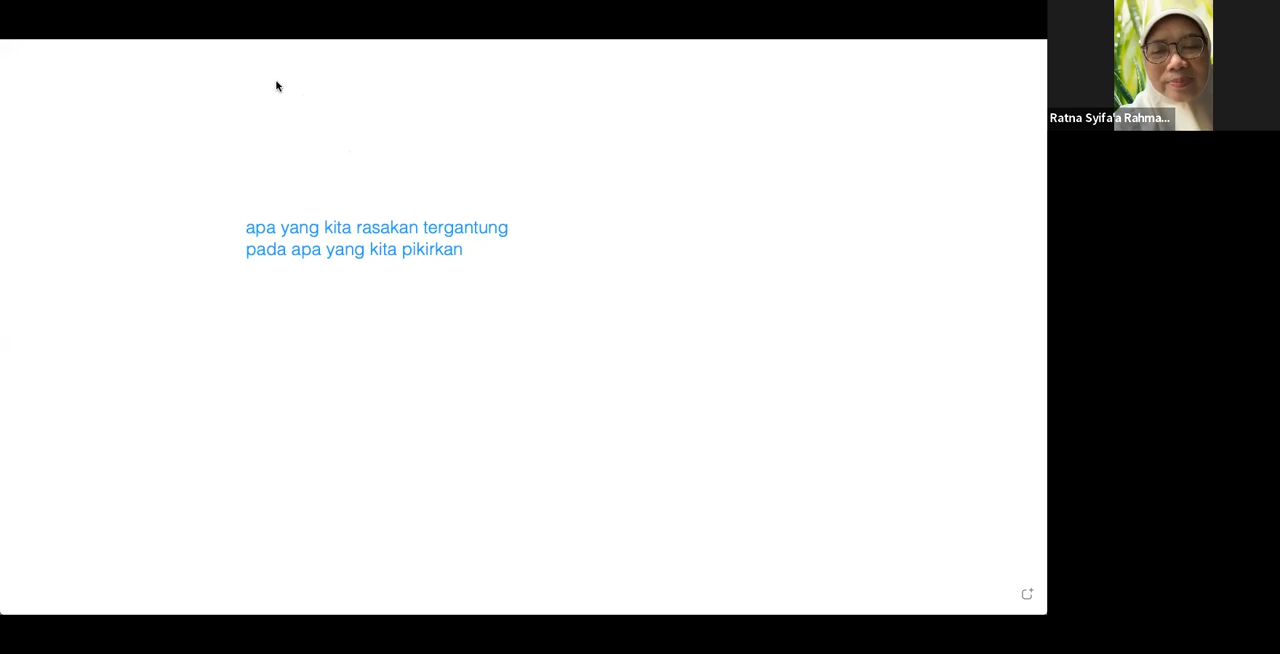 apa yang kita rasakan tergantung
pada apa yang kita pikirkan
Ratna Syifa'a Rahma...